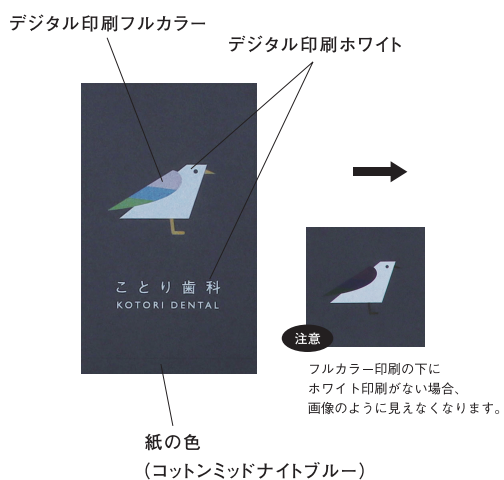 デジタル印刷フルカラー
デジタル印刷ホワイト
ことり歯科
KOTORI DENTAL
注意
フルカラー印刷の下に
ホワイト印刷がない場合、
画像のように見えなくなります。
紙の色
（コットンミッドナイトブルー）